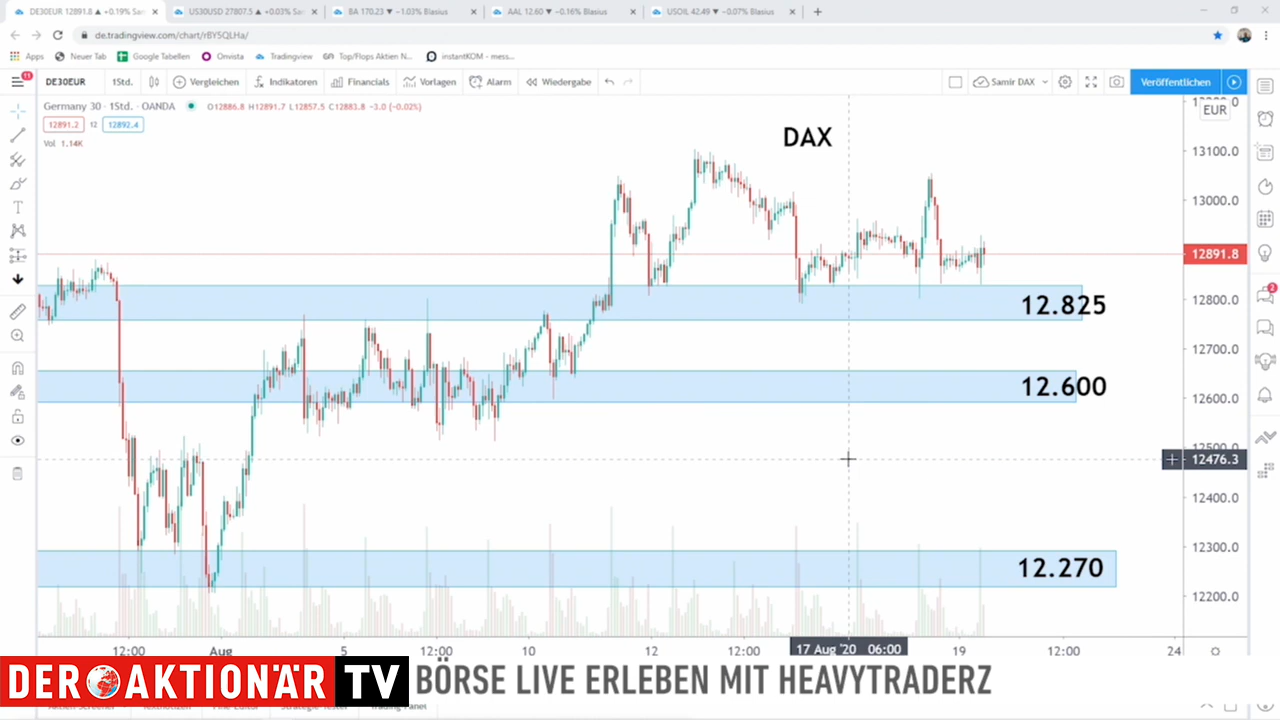 DE30EUR 12891.8 ▲ +0.19% Sam
US30USD 27807.5 ▲ +0.03% Sa
BA 170.23 ▼ −1.03% Blasius
AAL 12.60 ▼ −0.16% Blasius
USOIL 42.49 ▼ −0.07% Blasius
de.tradingview.com/chart/rBY5QLHa/
Apps Neuer Tab Google Tabellen Onvista Tradingview Top/Flops Aktien N... instantKOM - mess...
11
DE30EUR 1Std. Vergleichen Indikatoren Financials Vorlagen Alarm Wiedergabe Samir DAX Veröffentlichen
Germany 30 · 1Std. · OANDA O12886.8 H12891.7 L12857.5 C12883.8 −3.0 (−0.02%)
EUR
12891.2 12 12892.4
Vol 1.14K
DAX
13100.0
13000.0
12891.8
12800.0
12.825
12700.0
12.600
12600.0
12500.0
12476.3
12400.0
12300.0
12.270
12200.0
2
12:00 Aug 5 12:00 10 12 12:00 17 Aug '20 06:00 19 12:00 24
DER AKTIONÄR TV
BÖRSE LIVE ERLEBEN MIT HEAVYTRADERZ